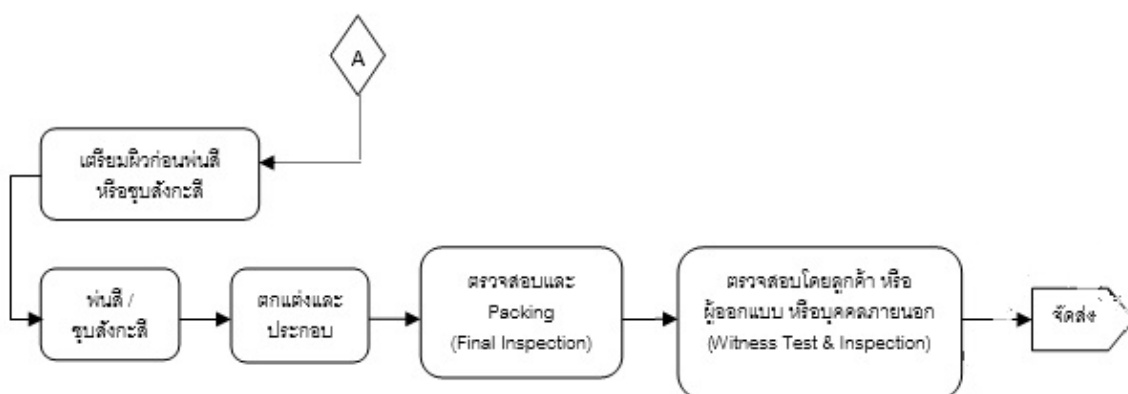 A
เตรียมผิวก่อนพ่นสี
หรือชุบสังกะสี
พ่นสี /
ชุบสังกะสี
ตกแต่งและ
ประกอบ
ตรวจสอบและ
Packing
(Final Inspection)
ตรวจสอบโดยลูกค้า หรือ
ผู้ออกแบบ หรือบุคคลภายนอก
(Witness Test & Inspection)
จัดส่ง